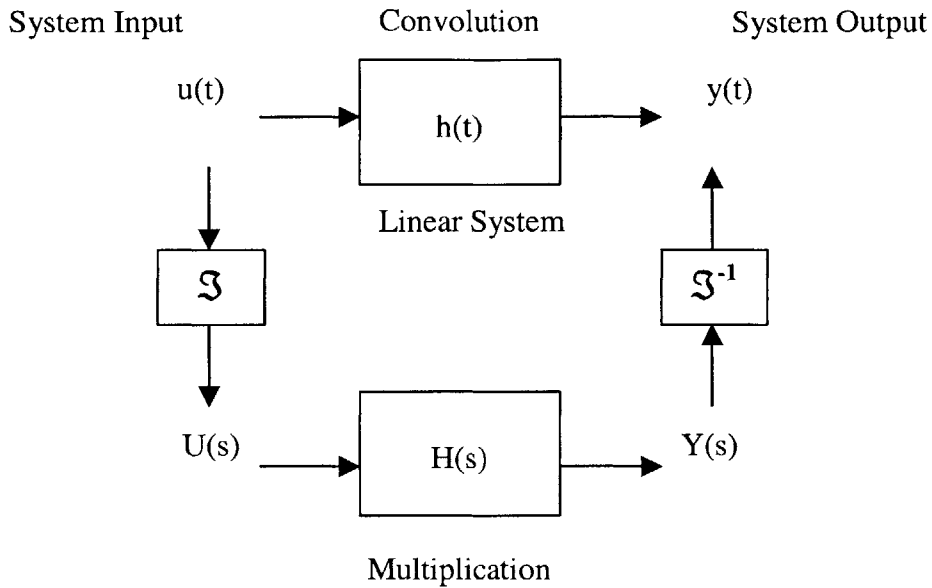 System Input
Convolution
System Output
u(t)
h(t)
y(t)
Linear System
ℑ
ℑ⁻¹
U(s)
H(s)
Y(s)
Multiplication